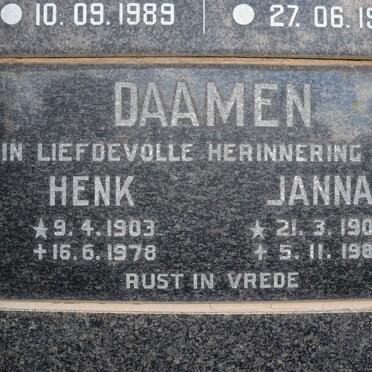 10.09.1989 27.06.19
DAAMEN
IN LIEFDEVOLLE HERINNERING
HENK JANNA
★9.4.1903 ★21.3.190
+16.6.1978 +5.11.198
RUST IN VREDE